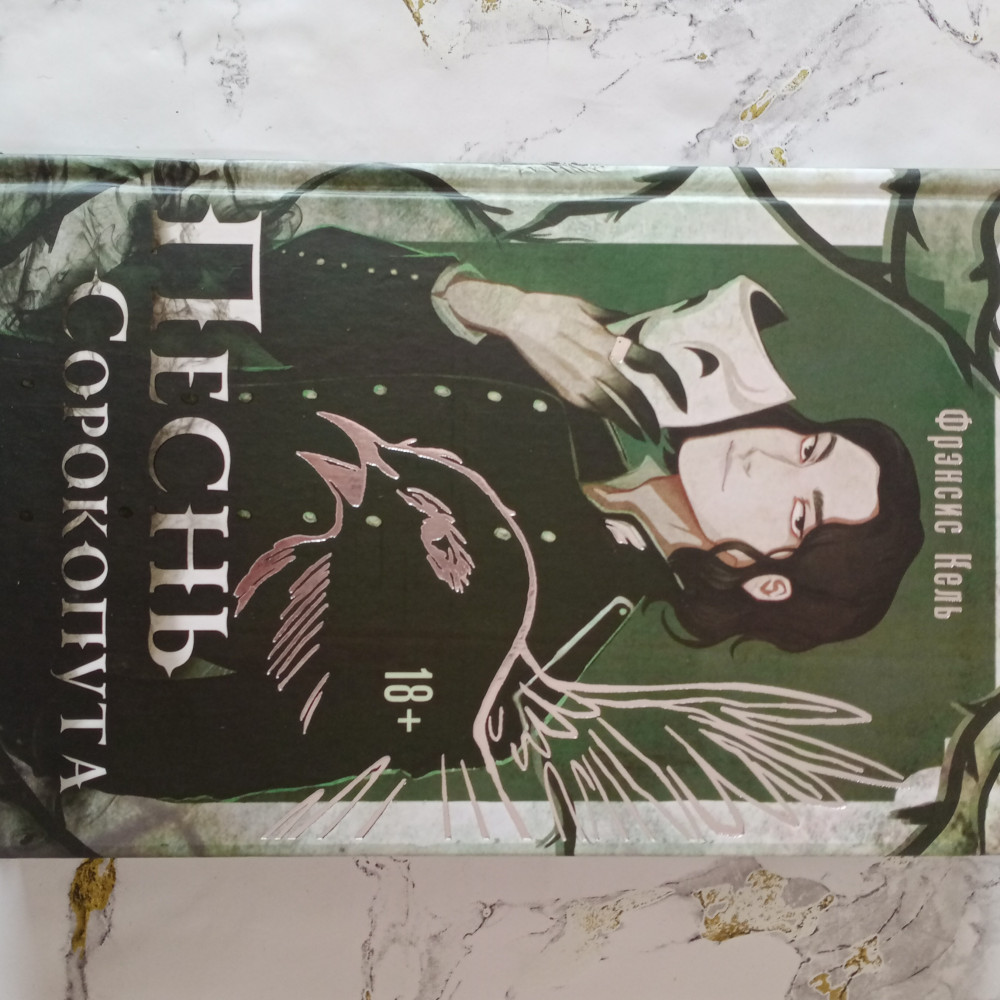 Фрэнсис Кель
18+
Песнь
Сорокопута